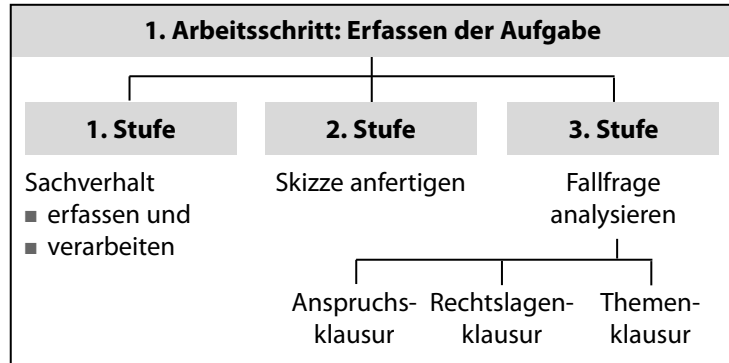 1. Arbeitsschritt: Erfassen der Aufgabe
1. Stufe
2. Stufe
3. Stufe
Sachverhalt
■ erfassen und
■ verarbeiten
Skizze anfertigen
Fallfrage
analysieren
Anspruchs-
klausur
Rechtslagen-
klausur
Themen-
klausur